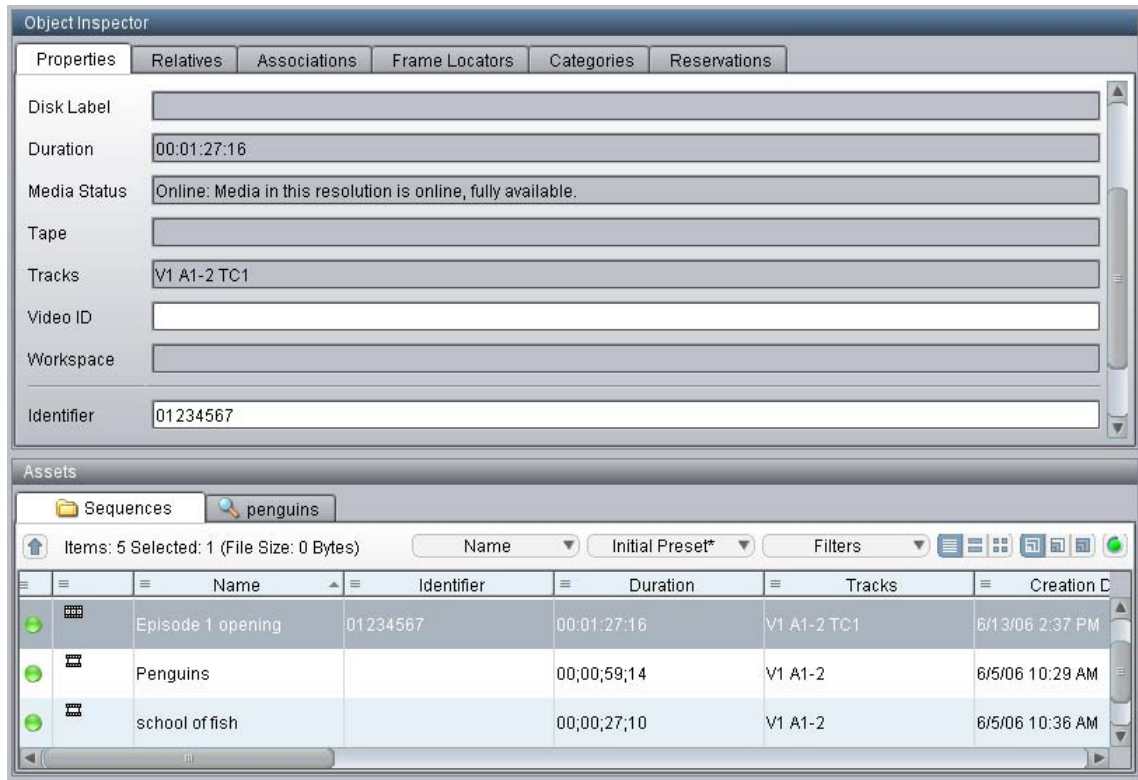 Object Inspector
Properties Relatives Associations Frame Locators Categories Reservations
Disk Label
Duration 00:01:27:16
Media Status Online: Media in this resolution is online, fully available.
Tape
Tracks V1 A1-2 TC1
Video ID
Workspace
Identifier 01234567
Assets
Sequences penguins
Items: 5 Selected: 1 (File Size: 0 Bytes) Name Initial Preset* Filters
Name Identifier Duration Tracks Creation D
Episode 1 opening 01234567 00:01:27:16 V1 A1-2 TC1 6/13/06 2:37 PM
Penguins 00;00;59;14 V1 A1-2 6/5/06 10:29 AM
school of fish 00;00;27;10 V1 A1-2 6/5/06 10:36 AM